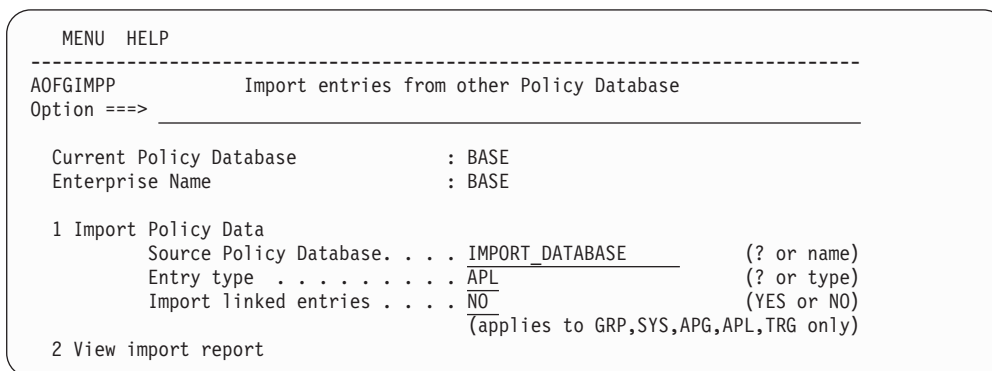 MENU HELP
-------------------------------------------------------------------------------
AOFGIMPP Import entries from other Policy Database
Option ===>
Current Policy Database : BASE
Enterprise Name : BASE
1 Import Policy Data
Source Policy Database. . . . IMPORT_DATABASE (? or name)
Entry type . . . . . . . . . APL (? or type)
Import linked entries . . . . NO (YES or NO)
(applies to GRP,SYS,APG,APL,TRG only)
2 View import report